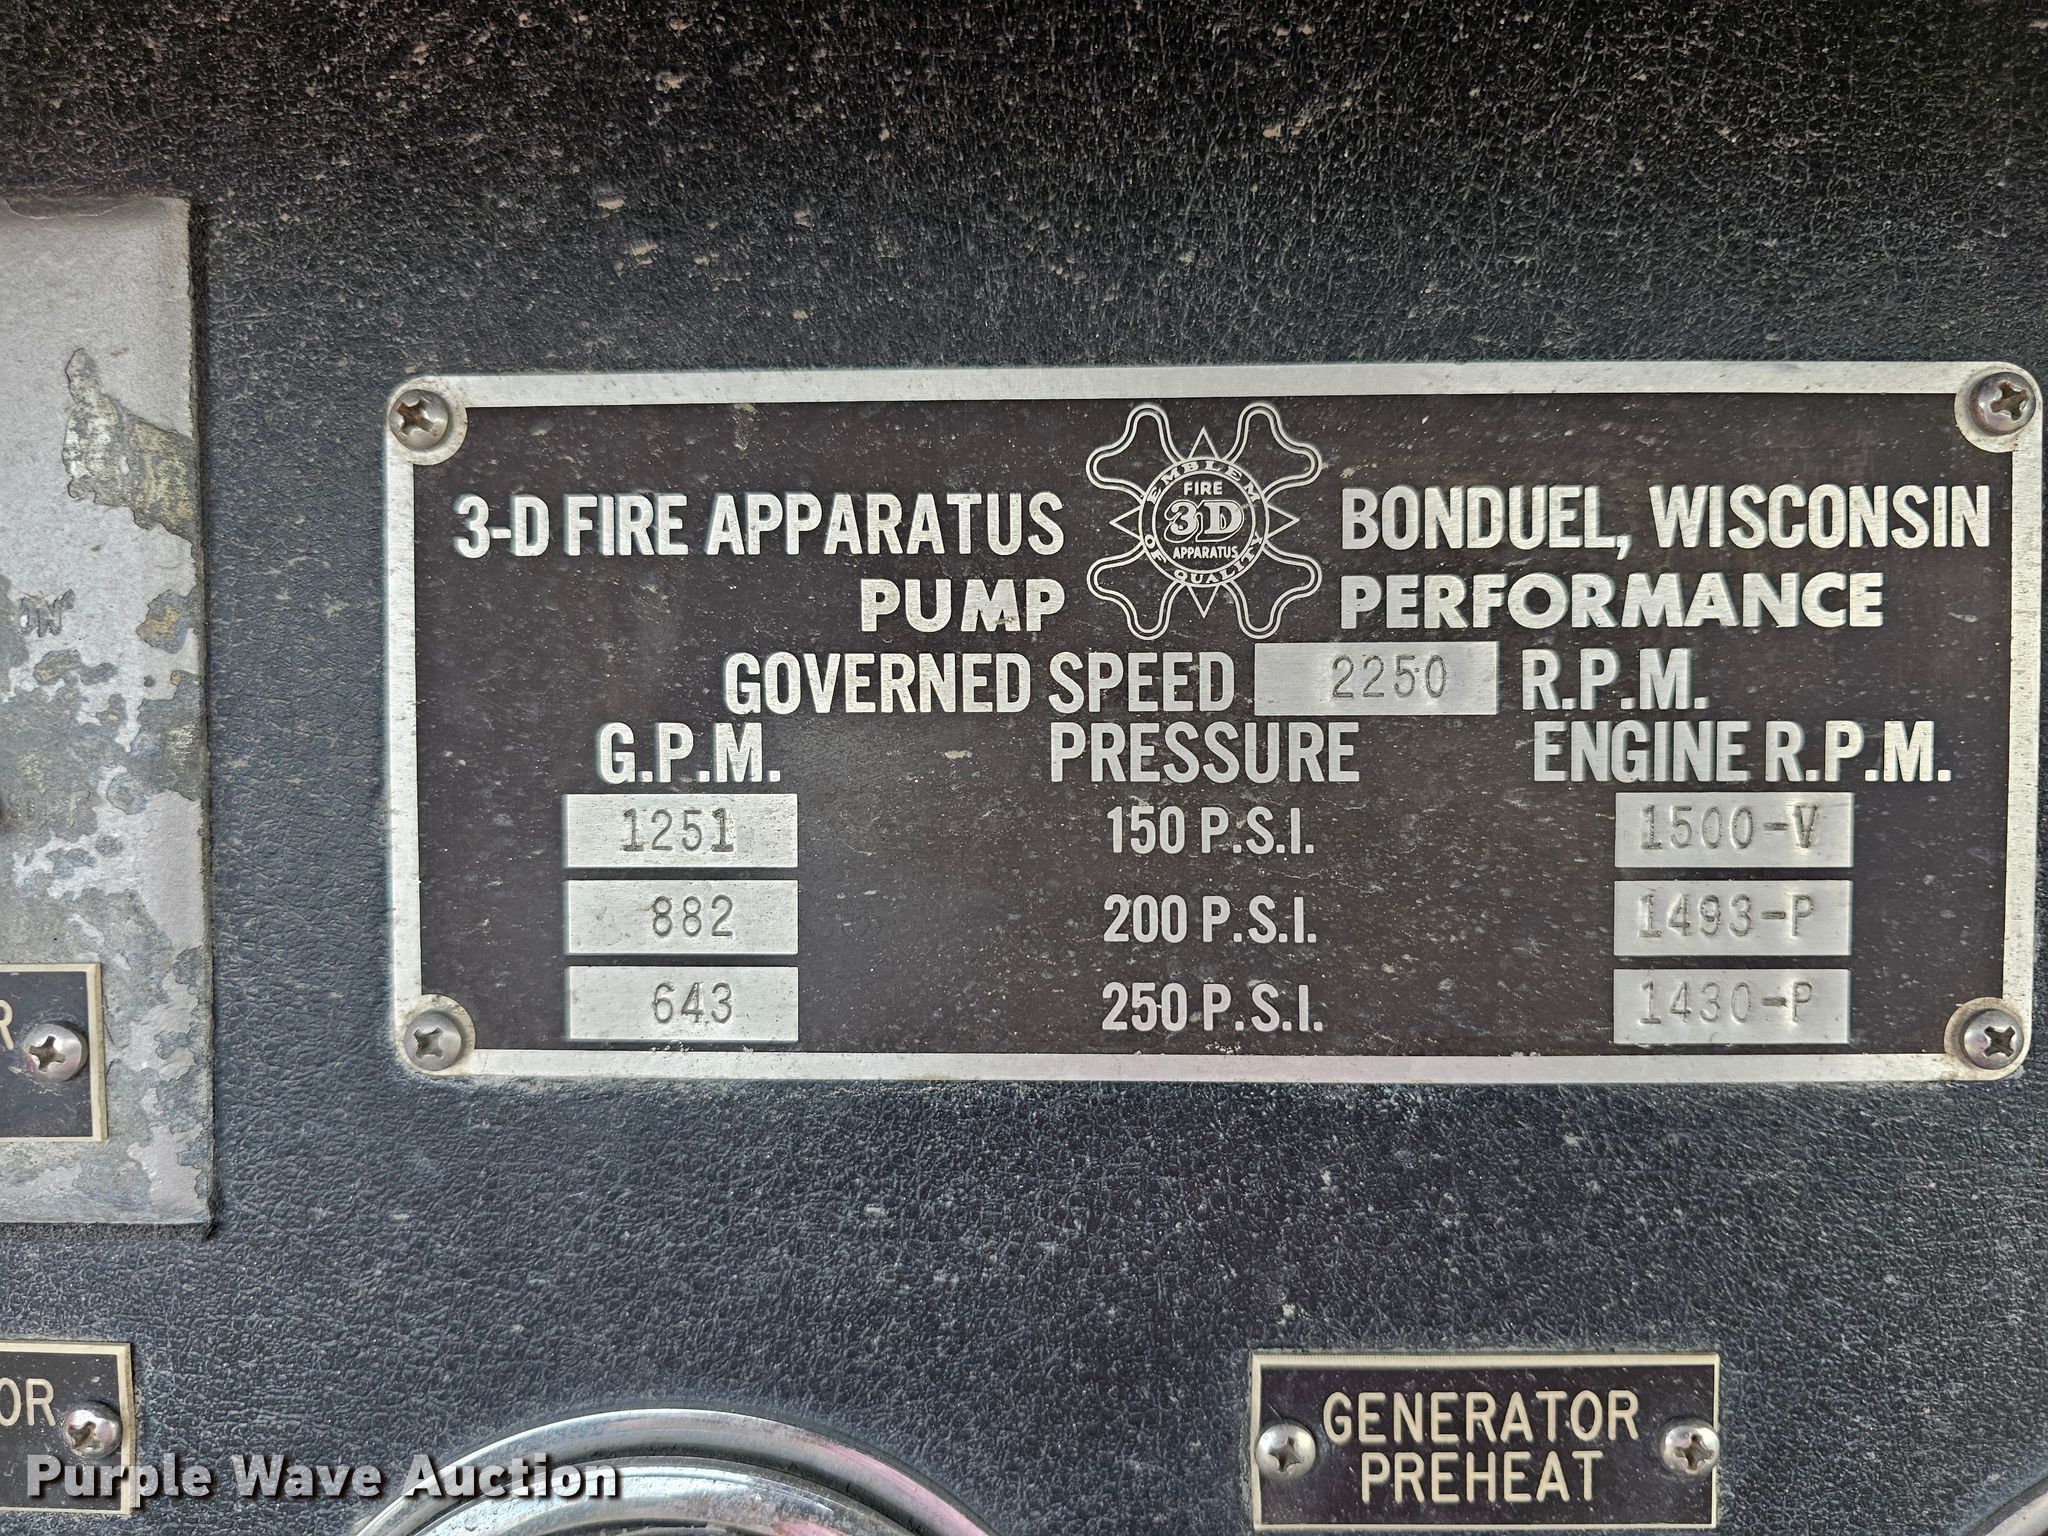 3-D FIRE APPARATUS
EMBLEM OF QUALITY
FIRE
3D
APPARATUS
BONDUEL, WISCONSIN
PUMP PERFORMANCE
GOVERNED SPEED 2250 R.P.M.
G.P.M. PRESSURE ENGINE R.P.M.
1251 150 P.S.I. 1500-V
882 200 P.S.I. 1493-P
643 250 P.S.I. 1430-P
R
OR
GENERATOR
PREHEAT
Purple Wave Auction